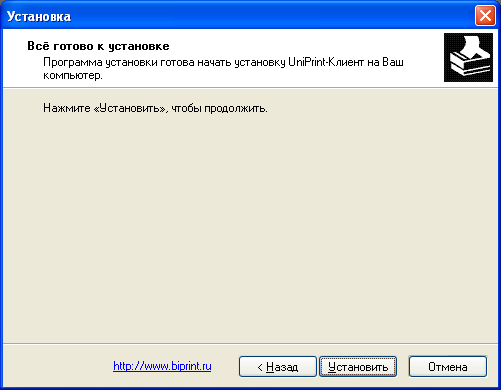 Установка
Всё готово к установке
Программа установки готова начать установку UniPrint-Клиент на Ваш
компьютер.
Нажмите «Установить», чтобы продолжить.
http://www.biprint.ru
< Назад
Установить
Отмена